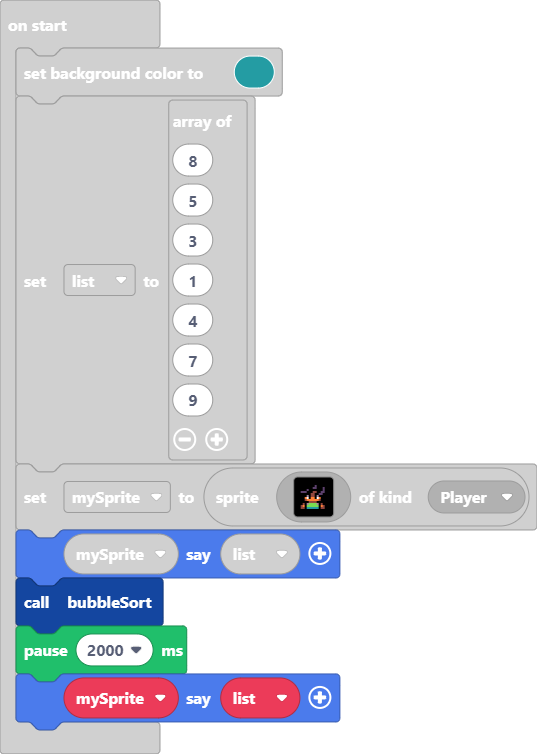 on start
set background color to
array of
8
5
3
set list to 1
4
7
9
set mySprite to sprite of kind Player
mySprite say list
call bubbleSort
pause 2000 ms
mySprite say list